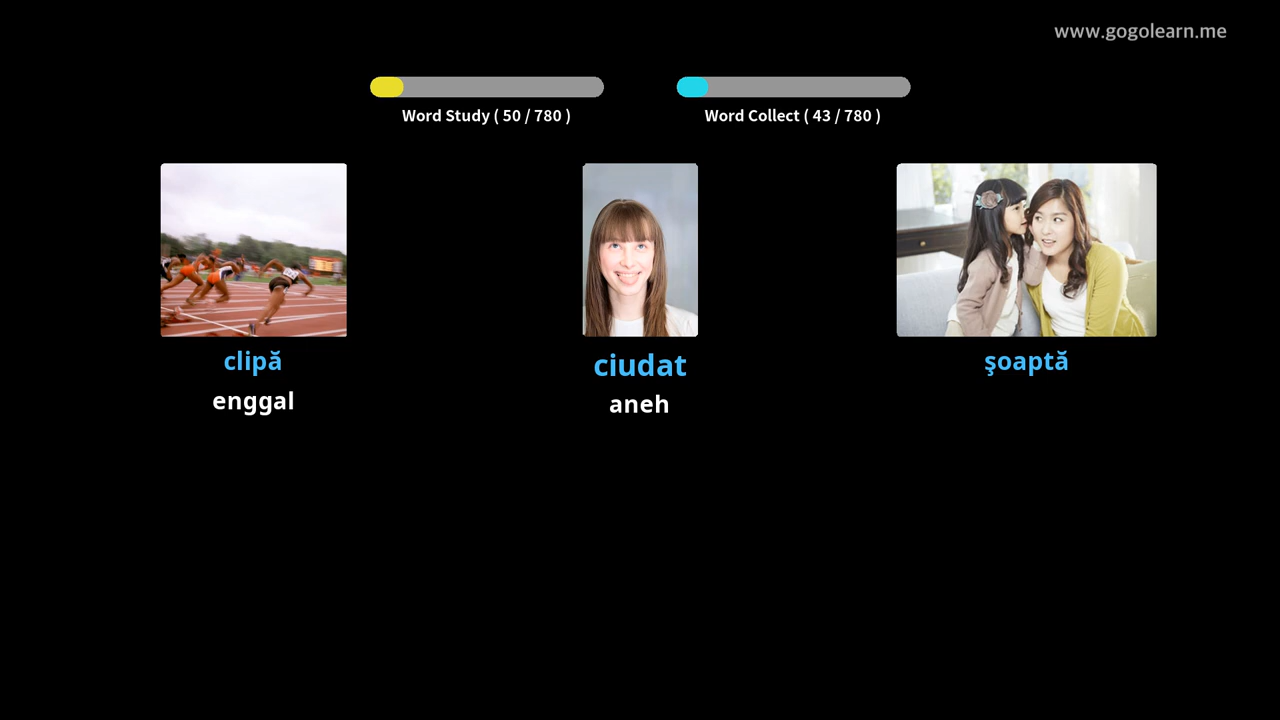 www.gogolearn.me
Word Study ( 50 / 780 )
Word Collect ( 43 / 780 )
clipă
ciudat
şoaptă
enggal
aneh